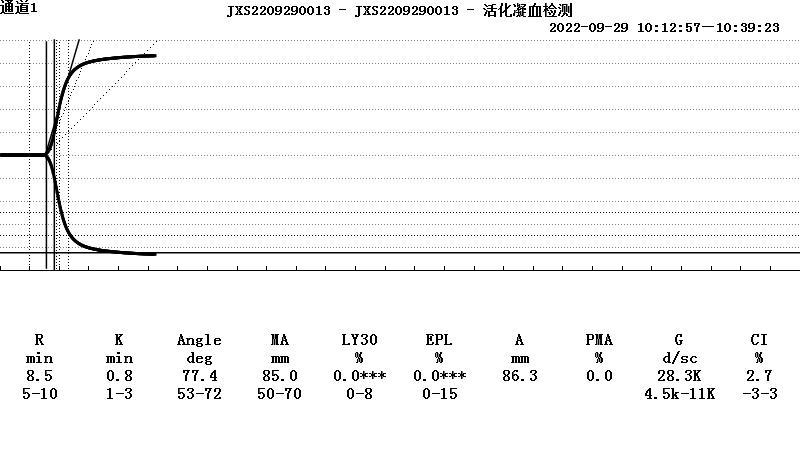 通道1
JXS2209290013 - JXS2209290013 - 活化凝血检测
2022-09-29 10:12:57—10:39:23
R K Angle MA LY30 EPL A PMA G CI
min min deg mm % % mm % d/sc %
8.5 0.8 77.4 85.0 0.0*** 0.0*** 86.3 0.0 28.3K 2.7
5-10 1-3 53-72 50-70 0-8 0-15 4.5k-11K -3-3